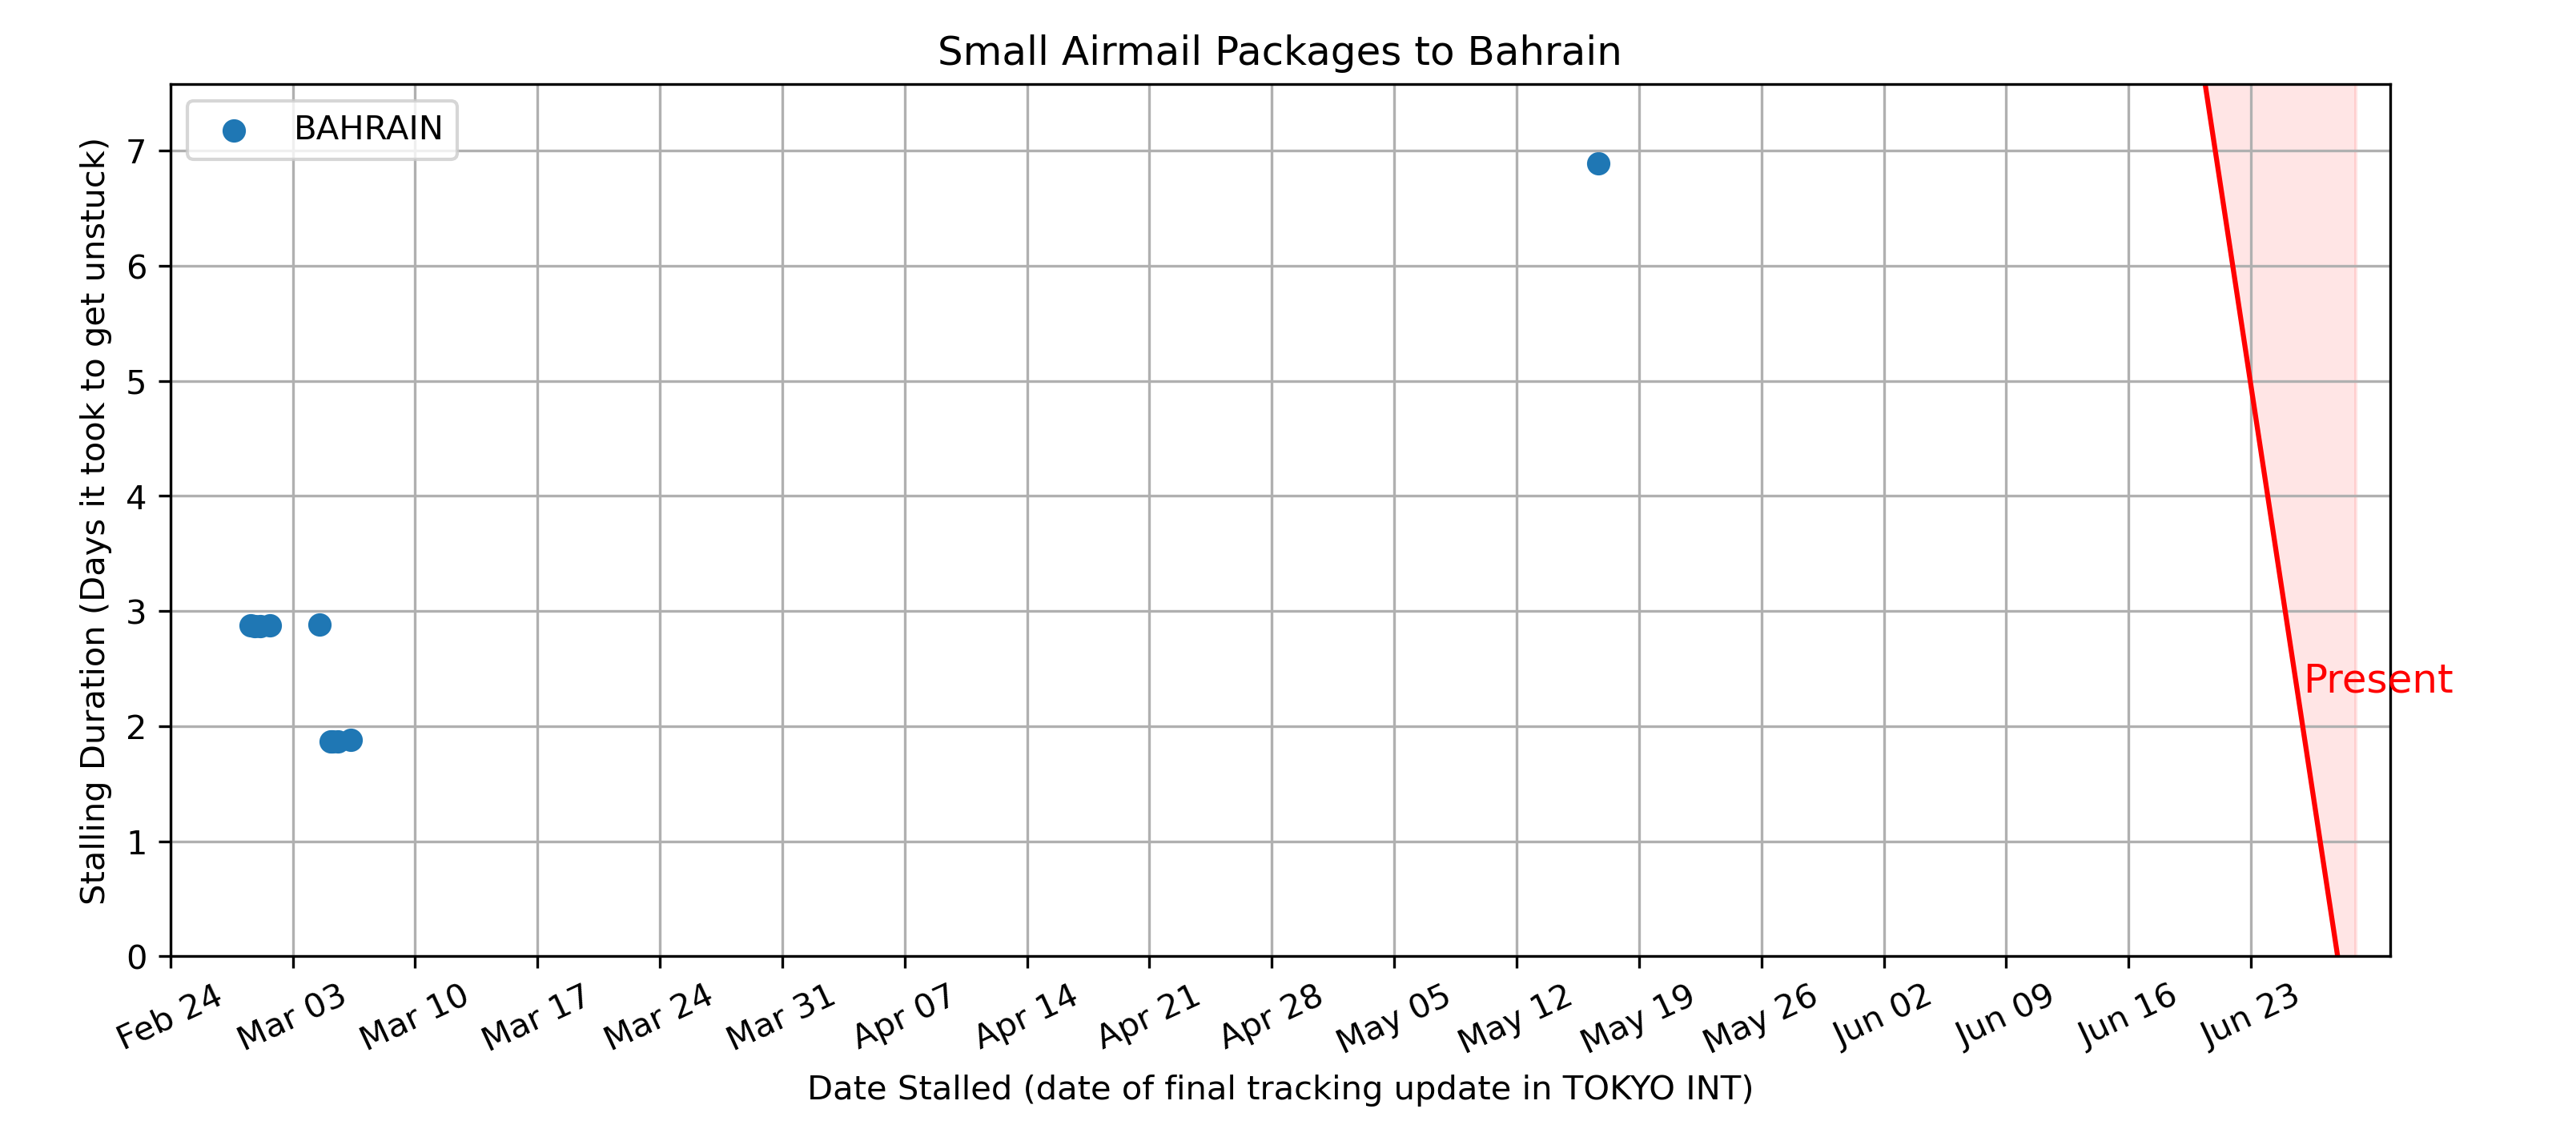 Small Airmail Packages to Bahrain
BAHRAIN
Stalling Duration (Days it took to get unstuck)
7
6
5
4
3
2
1
0
Present
Feb 24 Mar 03 Mar 10 Mar 17 Mar 24 Mar 31 Apr 07 Apr 14 Apr 21 Apr 28 May 05 May 12 May 19 May 26 Jun 02 Jun 09 Jun 16 Jun 23
Date Stalled (date of final tracking update in TOKYO INT)